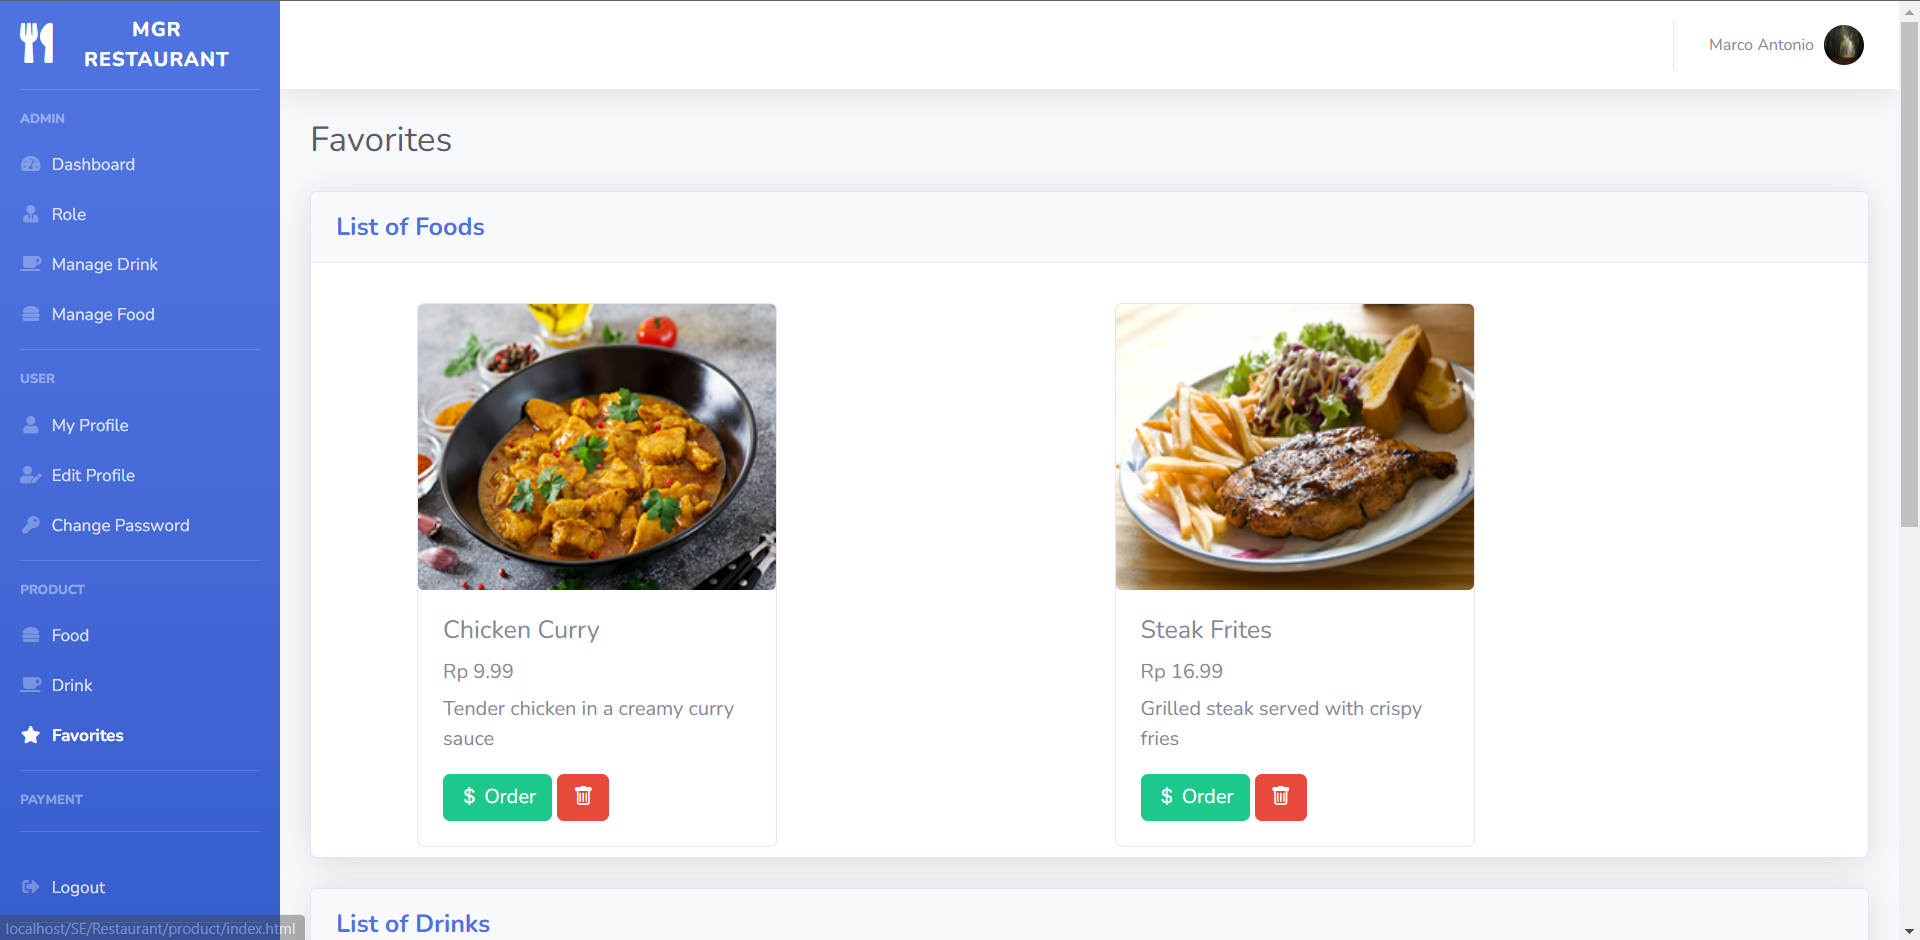 MGR
RESTAURANT
ADMIN
Dashboard
Role
Manage Drink
Manage Food
USER
My Profile
Edit Profile
Change Password
PRODUCT
Food
Drink
Favorites
PAYMENT
Logout
localhost/SE/Restaurant/product/index.html
Marco Antonio
Favorites
List of Foods
Chicken Curry
Rp 9.99
Tender chicken in a creamy curry
sauce
$ Order
Steak Frites
Rp 16.99
Grilled steak served with crispy
fries
$ Order
List of Drinks